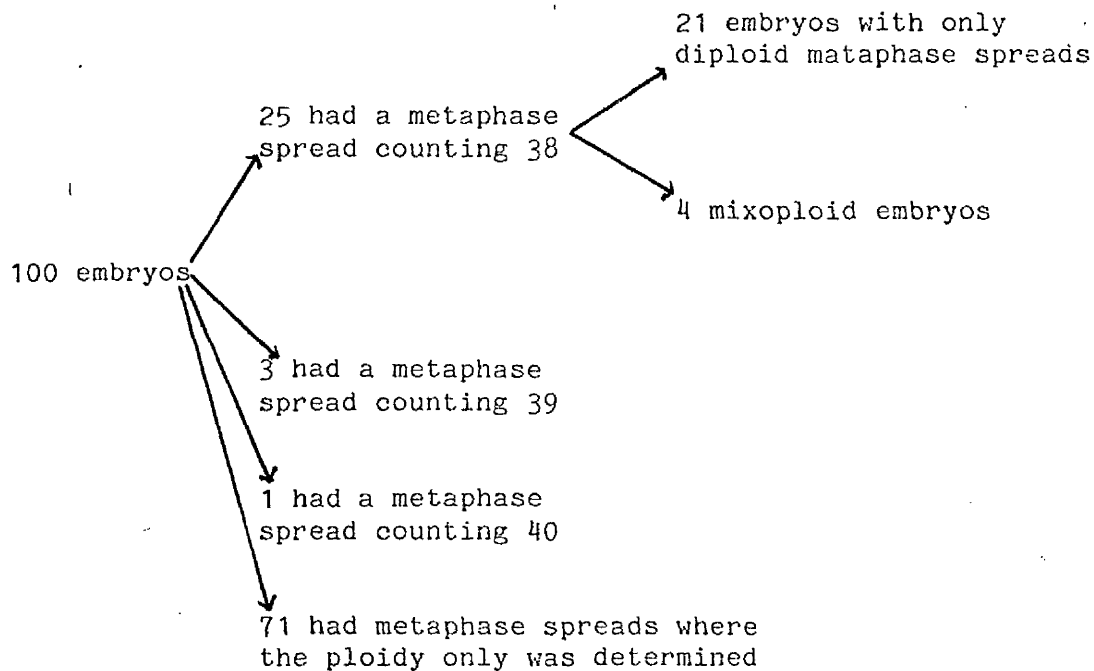 21 embryos with only
diploid mataphase spreads
25 had a metaphase
spread counting 38
4 mixoploid embryos
100 embryos
3 had a metaphase
spread counting 39
1 had a metaphase
spread counting 40
71 had metaphase spreads where
the ploidy only was determined